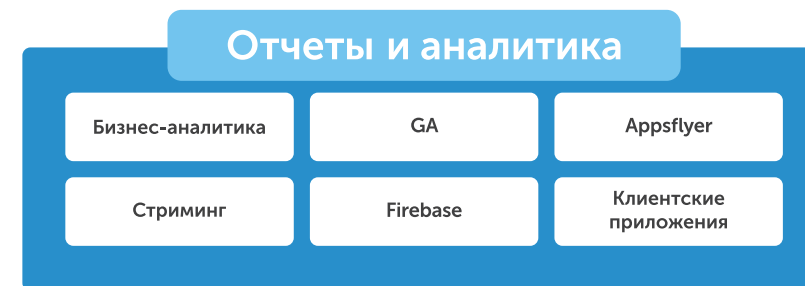 Отчеты и аналитика
Бизнес-аналитика
GA
Appsflyer
Стриминг
Firebase
Клиентские
приложения